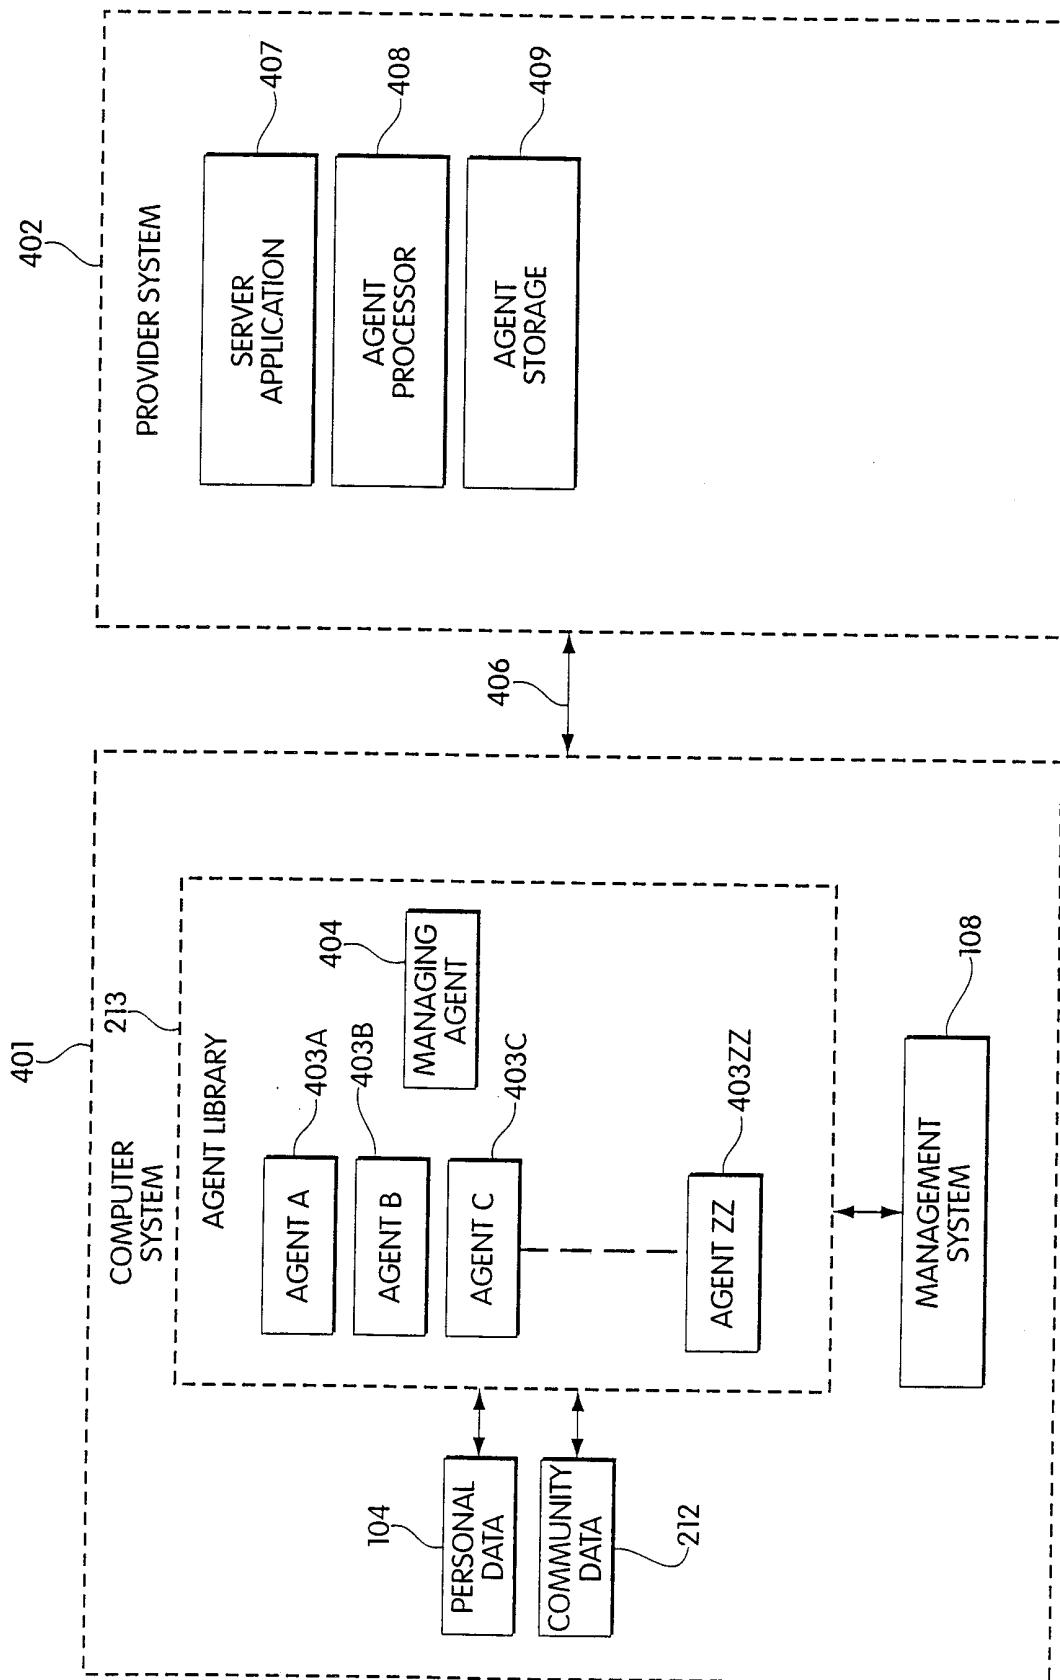 401
COMPUTER
SYSTEM
213
AGENT LIBRARY
AGENT A
403A
AGENT B
403B
AGENT C
403C
AGENT ZZ
403ZZ
404
MANAGING
AGENT
104
PERSONAL
DATA
COMMUNITY
DATA
212
MANAGEMENT
SYSTEM
108
406
402
PROVIDER SYSTEM
SERVER
APPLICATION
407
AGENT
PROCESSOR
408
AGENT
STORAGE
409